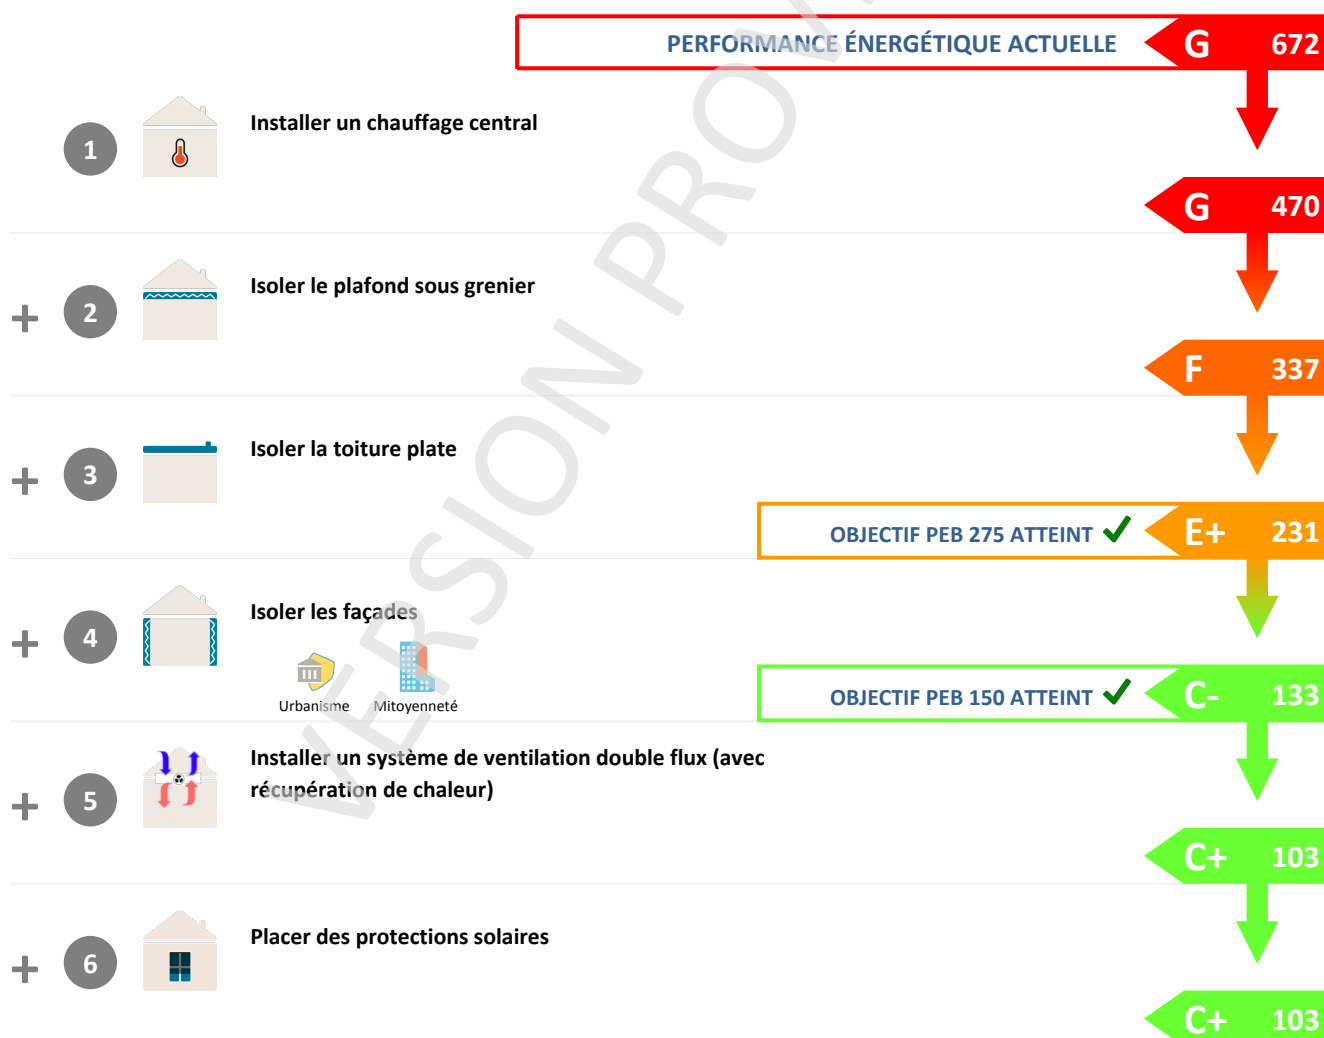 PERFORMANCE ÉNERGÉTIQUE ACTUELLE G 672
1 Installer un chauffage central
G 470
+ 2 Isoler le plafond sous grenier
F 337
+ 3 Isoler la toiture plate
OBJECTIF PEB 275 ATTEINT ✓ E+ 231
+ 4 Isoler les façades
Urbanisme Mitoyenneté
OBJECTIF PEB 150 ATTEINT ✓ C- 133
+ 5 Installer un système de ventilation double flux (avec
récupération de chaleur)
C+ 103
+ 6 Placer des protections solaires
C+ 103
VERSION PROV